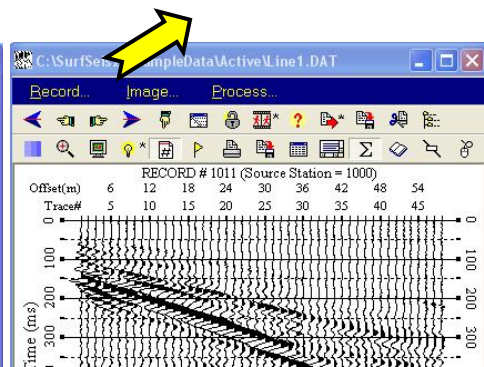 C:\SurfSeis mpleData\Active\Line1.DAT
Record... Image... Process...
RECORD # 1011 (Source Station = 1000)
Offset(m) 6 12 18 24 30 36 42 48 54
Trace# 5 10 15 20 25 30 35 40 45
0 0
100 100
200 200
300 300
Time (ms)